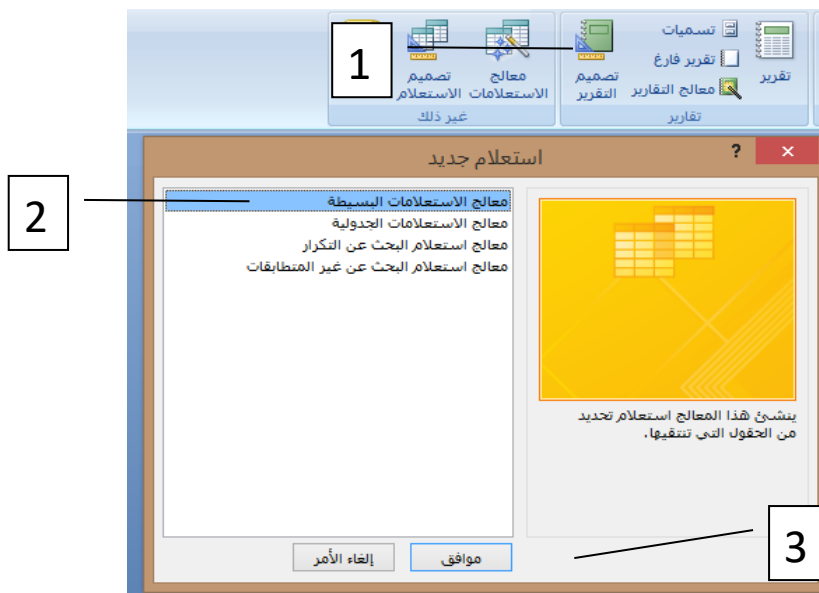 تقرير
تسميات
تقرير فارغ
معالج التقارير
تصميم
التقرير
تقارير
معالج
الاستعلامات
تصميم
الاستعلام
غير ذلك
1
استعلام جديد
?
×
2
معالج الاستعلامات البسيطة
معالج الاستعلامات الجدولية
معالج استعلام البحث عن التكرار
معالج استعلام البحث عن غير المتطابقات
ينشئ هذا المعالج استعلام تحديد
من الحقول التي تنتقيها.
موافق
إلغاء الأمر
3